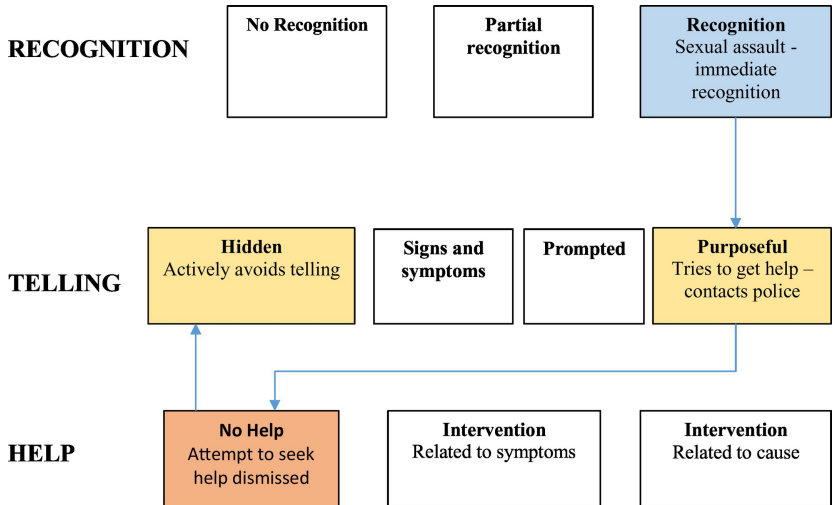 RECOGNITION
No Recognition
Partial
recognition
Recognition
Sexual assault -
immediate
recognition
TELLING
Hidden
Actively avoids telling
Signs and
symptoms
Prompted
Purposeful
Tries to get help –
contacts police
HELP
No Help
Attempt to seek
help dismissed
Intervention
Related to symptoms
Intervention
Related to cause